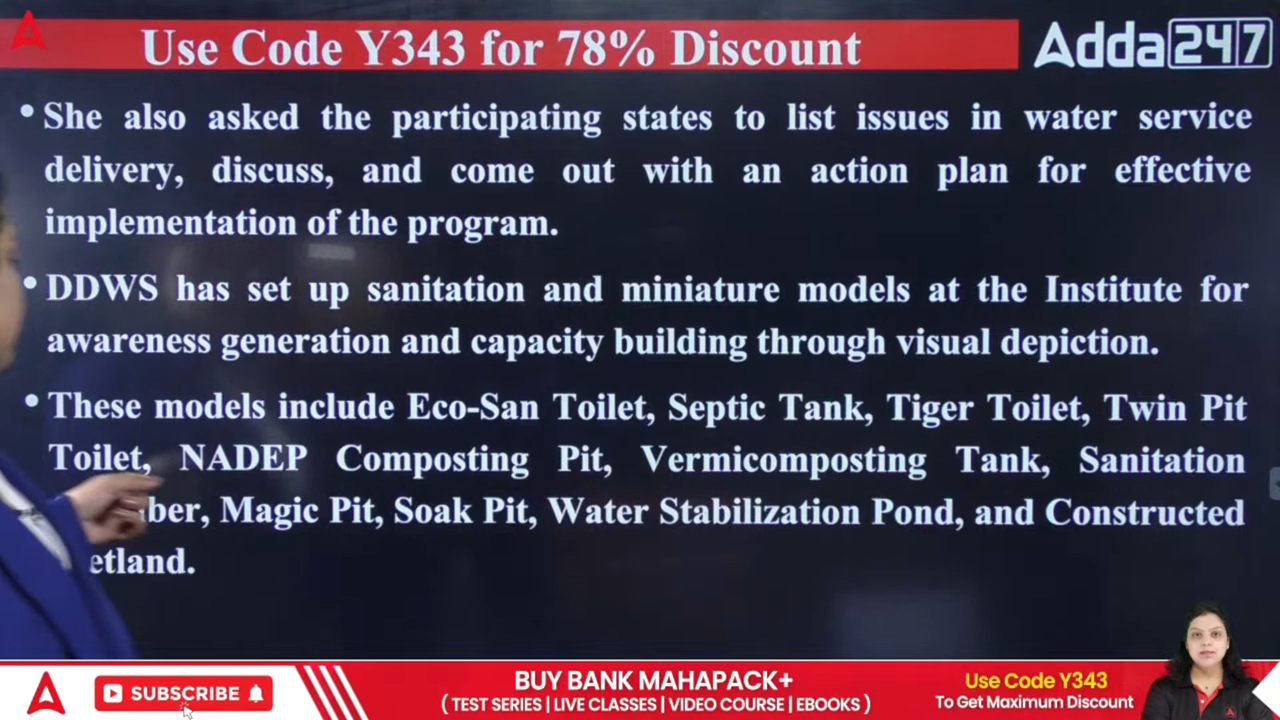 Use Code Y343 for 78% Discount
Adda247
• She also asked the participating states to list issues in water service
delivery, discuss, and come out with an action plan for effective
implementation of the program.
• DDWS has set up sanitation and miniature models at the Institute for
awareness generation and capacity building through visual depiction.
• These models include Eco-San Toilet, Septic Tank, Tiger Toilet, Twin Pit
Toilet, NADEP Composting Pit, Vermicomposting Tank, Sanitation
Magic Pit, Soak Pit, Water Stabilization Pond, and Constructed
SUBSCRIBE
BUY BANK MAHAPACK+
( TEST SERIES | LIVE CLASSES | VIDEO COURSE | EBOOKS )
Use Code Y343
To Get Maximum Discount